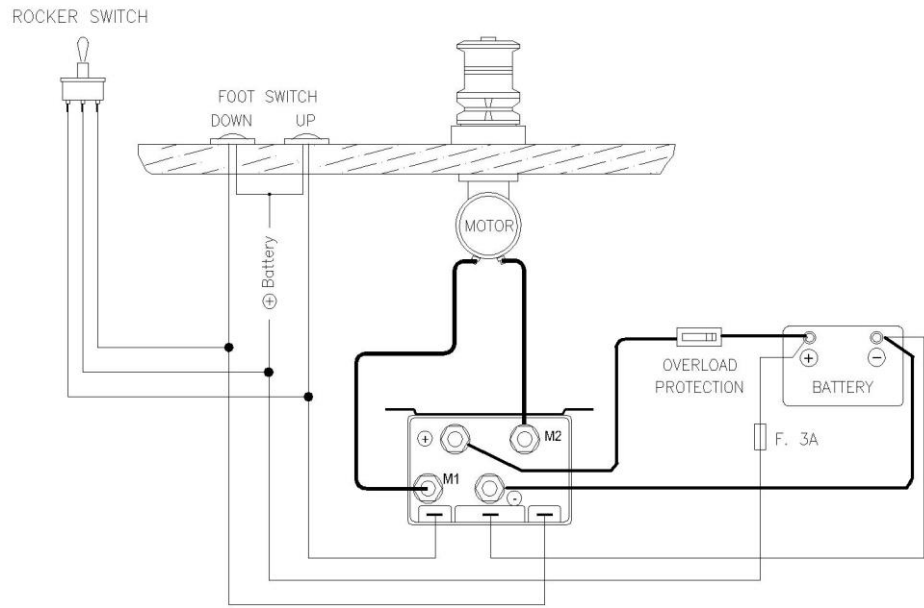 ROCKER SWITCH
FOOT SWITCH
DOWN UP
MOTOR
⊕ Battery
OVERLOAD
PROTECTION
⊕ ⊖
BATTERY
F. 3A
⊕ M2
M1
⊖